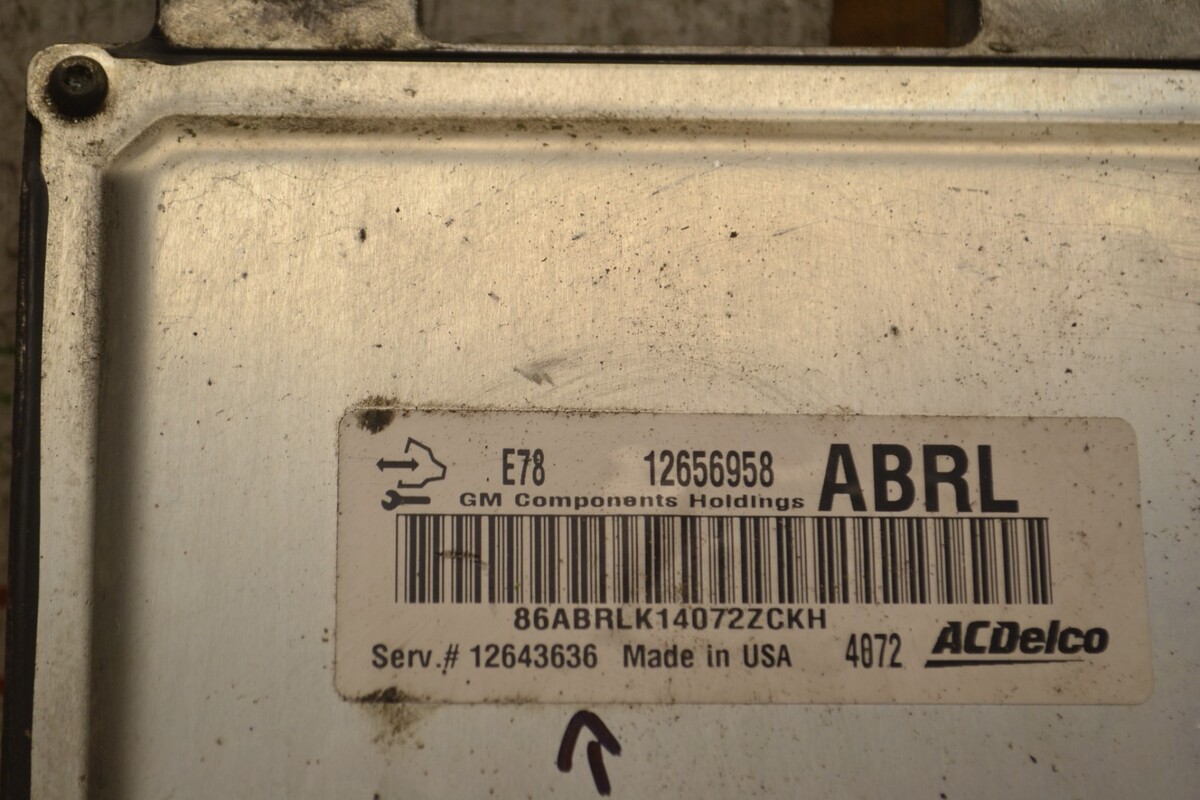 E78 12656958 ABRL
GM Components Holdings
86ABRLK14072ZCKH
Serv.# 12643636 Made in USA 4072 ACDelco